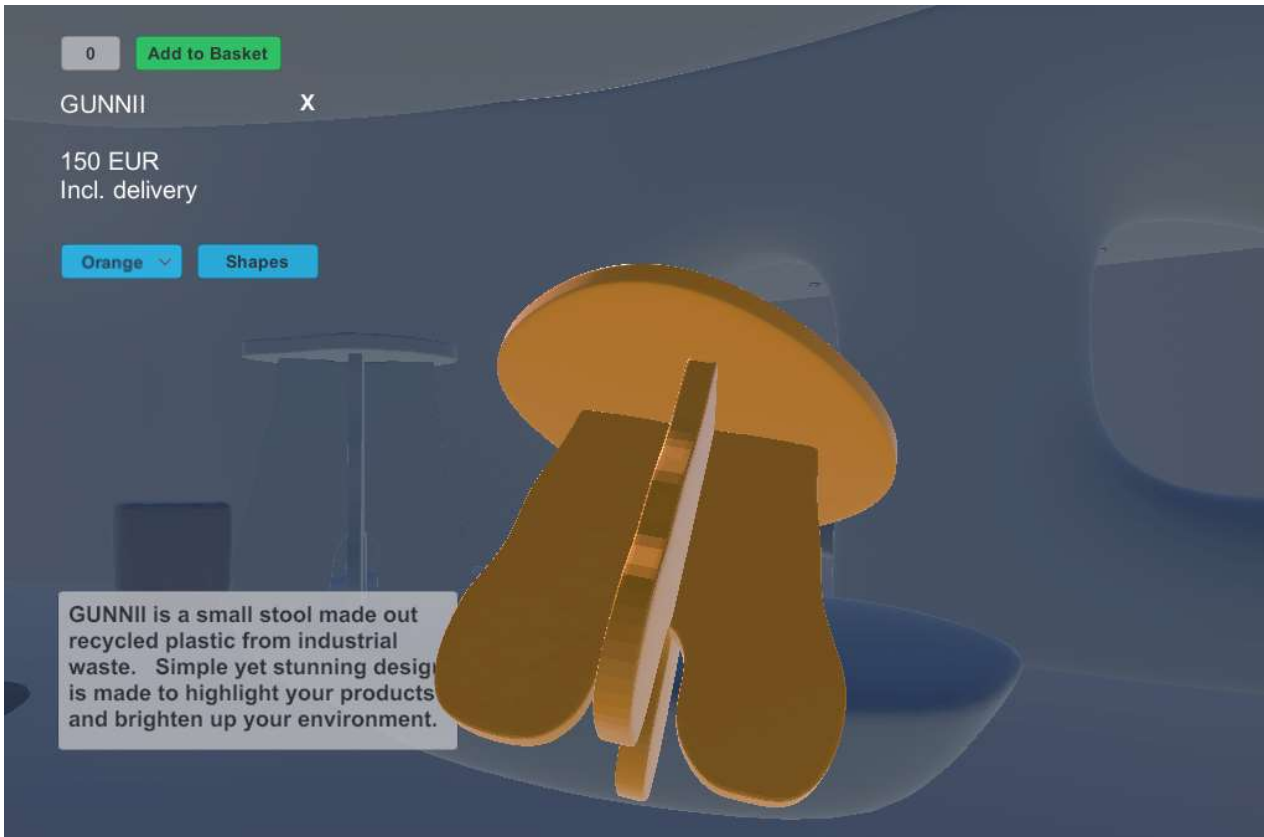 0
Add to Basket
GUNNII
X
150 EUR
Incl. delivery
Orange
Shapes
GUNNII is a small stool made out
recycled plastic from industrial
waste. Simple yet stunning design
is made to highlight your products
and brighten up your environment.